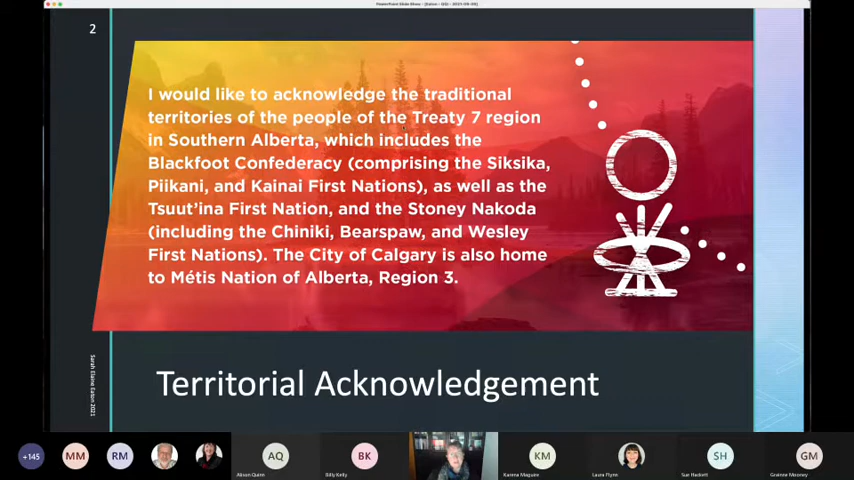 2
I would like to acknowledge the traditional
territories of the people of the Treaty 7 region
in Southern Alberta, which includes the
Blackfoot Confederacy (comprising the Siksika,
Piikani, and Kainai First Nations), as well as the
Tsuut’ina First Nation, and the Stoney Nakoda
(including the Chiniki, Bearspaw, and Wesley
First Nations). The City of Calgary is also home
to Métis Nation of Alberta, Region 3.
Territorial Acknowledgement
Sarah Elaine Eaton 2021
+145
MM
RM
AQ
BK
KM
SH
GM
Alison Quinn
Billy Kelly
Laura Flynn
Sue Hackett
Grainne Mooney